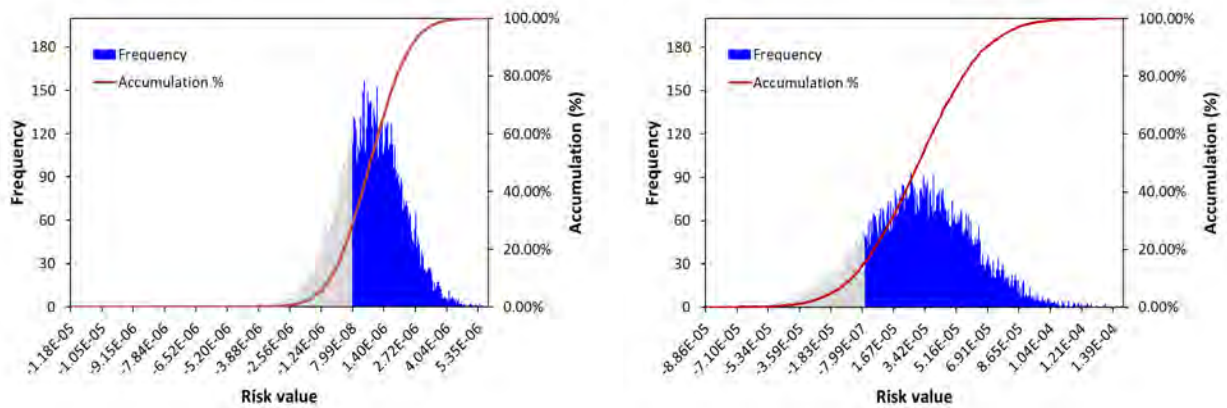 180
150
120
90
60
30
0
Frequency
Frequency
Accumulation %
100.00%
80.00%
60.00%
40.00%
20.00%
0.00%
Accumulation (%)
-1.18E-05
-1.05E-05
-9.15E-06
-7.84E-06
-6.52E-06
-5.20E-06
-3.88E-06
-2.56E-06
-1.24E-06
7.99E-08
1.40E-06
2.72E-06
4.04E-06
5.35E-06
Risk value
180
150
120
90
60
30
0
Frequency
Frequency
Accumulation %
100.00%
80.00%
60.00%
40.00%
20.00%
0.00%
Accumulation (%)
-8.86E-05
-7.10E-05
-5.34E-05
-3.59E-05
-1.83E-05
-7.99E-07
1.67E-05
3.42E-05
5.16E-05
6.91E-05
8.65E-05
1.04E-04
1.21E-04
1.39E-04
Risk value